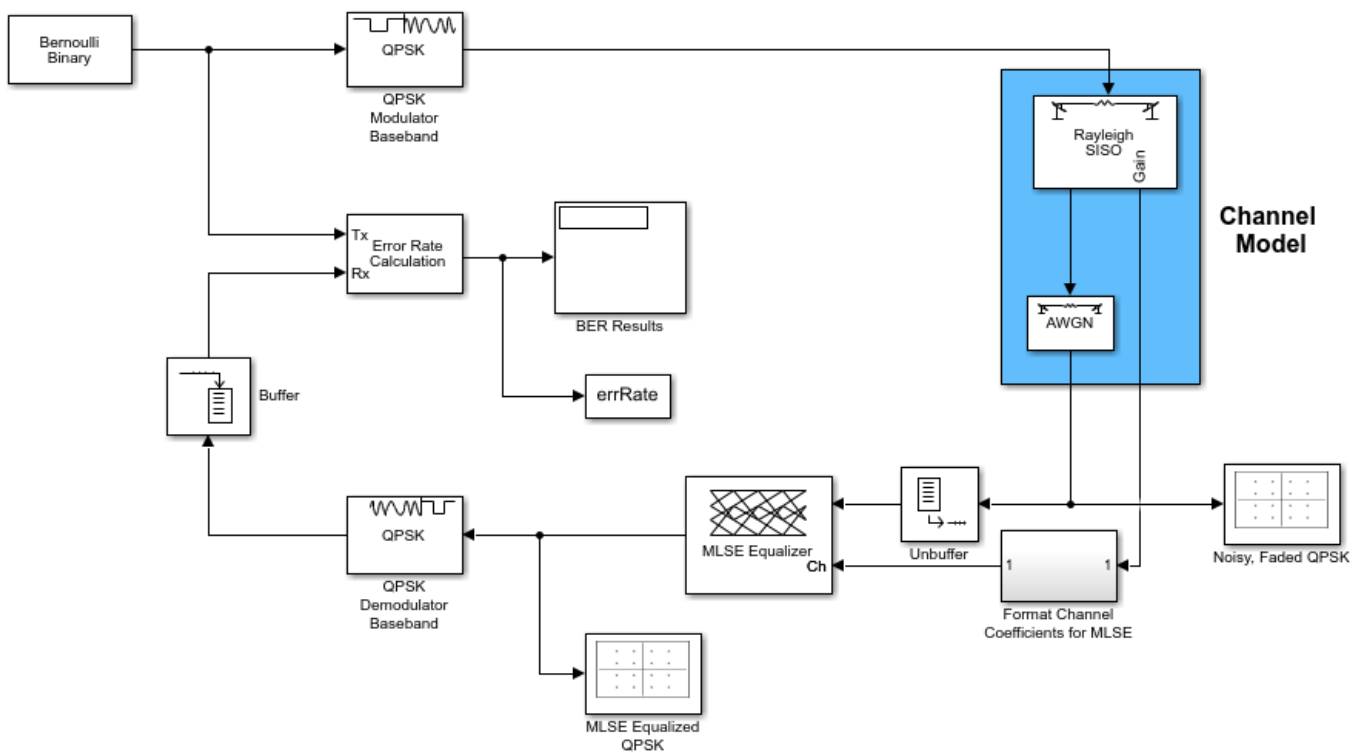 Bernoulli
Binary
QPSK
QPSK
Modulator
Baseband
Rayleigh
SISO
Gain
Channel
Model
AWGN
Tx
Rx
Error Rate
Calculation
BER Results
errRate
Buffer
QPSK
QPSK
Demodulator
Baseband
MLSE Equalizer
Ch
Unbuffer
1
1
Format Channel
Coefficients for MLSE
Noisy, Faded QPSK
MLSE Equalized
QPSK